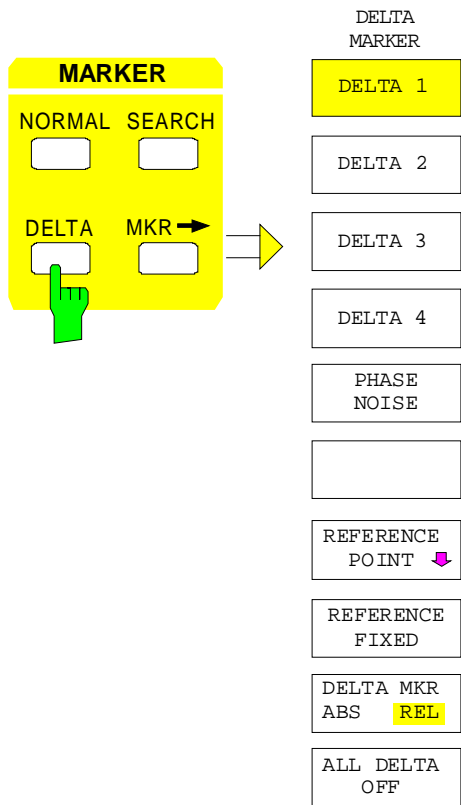 MARKER
NORMAL SEARCH
DELTA MKR
DELTA
MARKER
DELTA 1
DELTA 2
DELTA 3
DELTA 4
PHASE
NOISE
REFERENCE
POINT
REFERENCE
FIXED
DELTA MKR
ABS REL
ALL DELTA
OFF